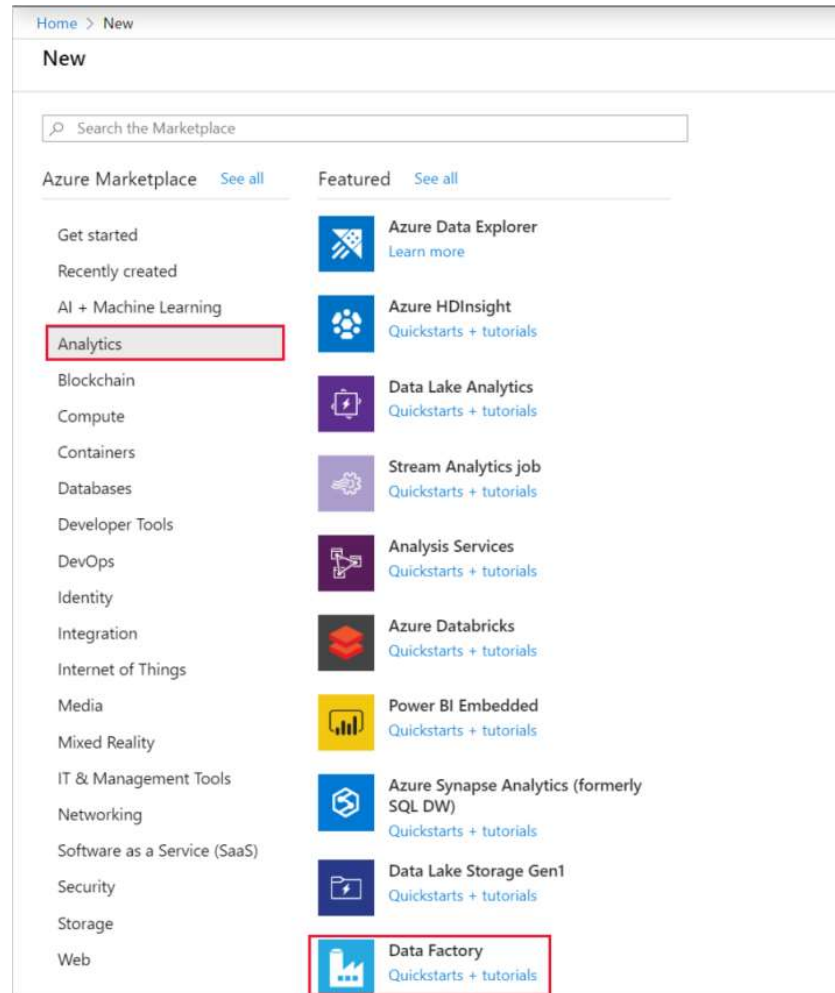 Home > New
New
Search the Marketplace
Azure Marketplace See all
Get started
Recently created
AI + Machine Learning
Analytics
Blockchain
Compute
Containers
Databases
Developer Tools
DevOps
Identity
Integration
Internet of Things
Media
Mixed Reality
IT & Management Tools
Networking
Software as a Service (SaaS)
Security
Storage
Web
Featured See all
Azure Data Explorer
Learn more
Azure HDInsight
Quickstarts + tutorials
Data Lake Analytics
Quickstarts + tutorials
Stream Analytics job
Quickstarts + tutorials
Analysis Services
Quickstarts + tutorials
Azure Databricks
Quickstarts + tutorials
Power BI Embedded
Quickstarts + tutorials
Azure Synapse Analytics (formerly
SQL DW)
Quickstarts + tutorials
Data Lake Storage Gen1
Quickstarts + tutorials
Data Factory
Quickstarts + tutorials